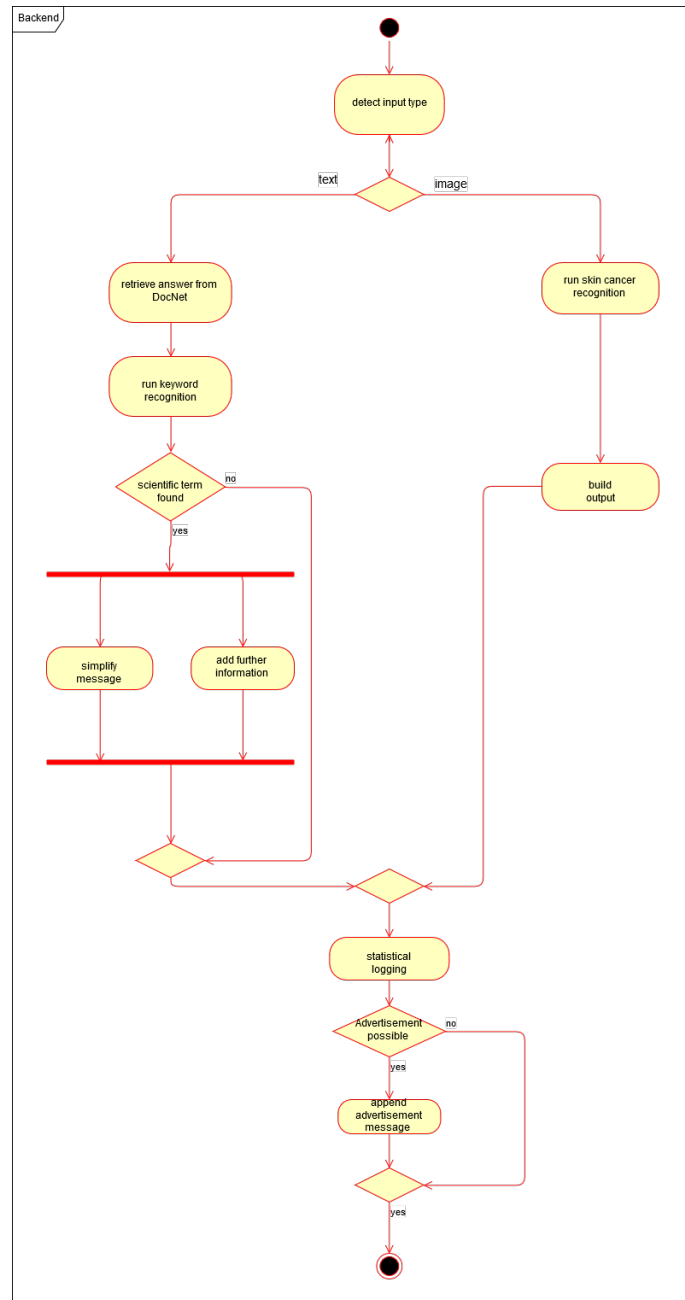 Backend
detect input type
text
image
retrieve answer from
DocNet
run skin cancer
recognition
run keyword
recognition
scientific term
found
no
yes
build
output
simplify
message
add further
information
statistical
logging
Advertisement
possible
no
yes
append
advertisement
message
yes